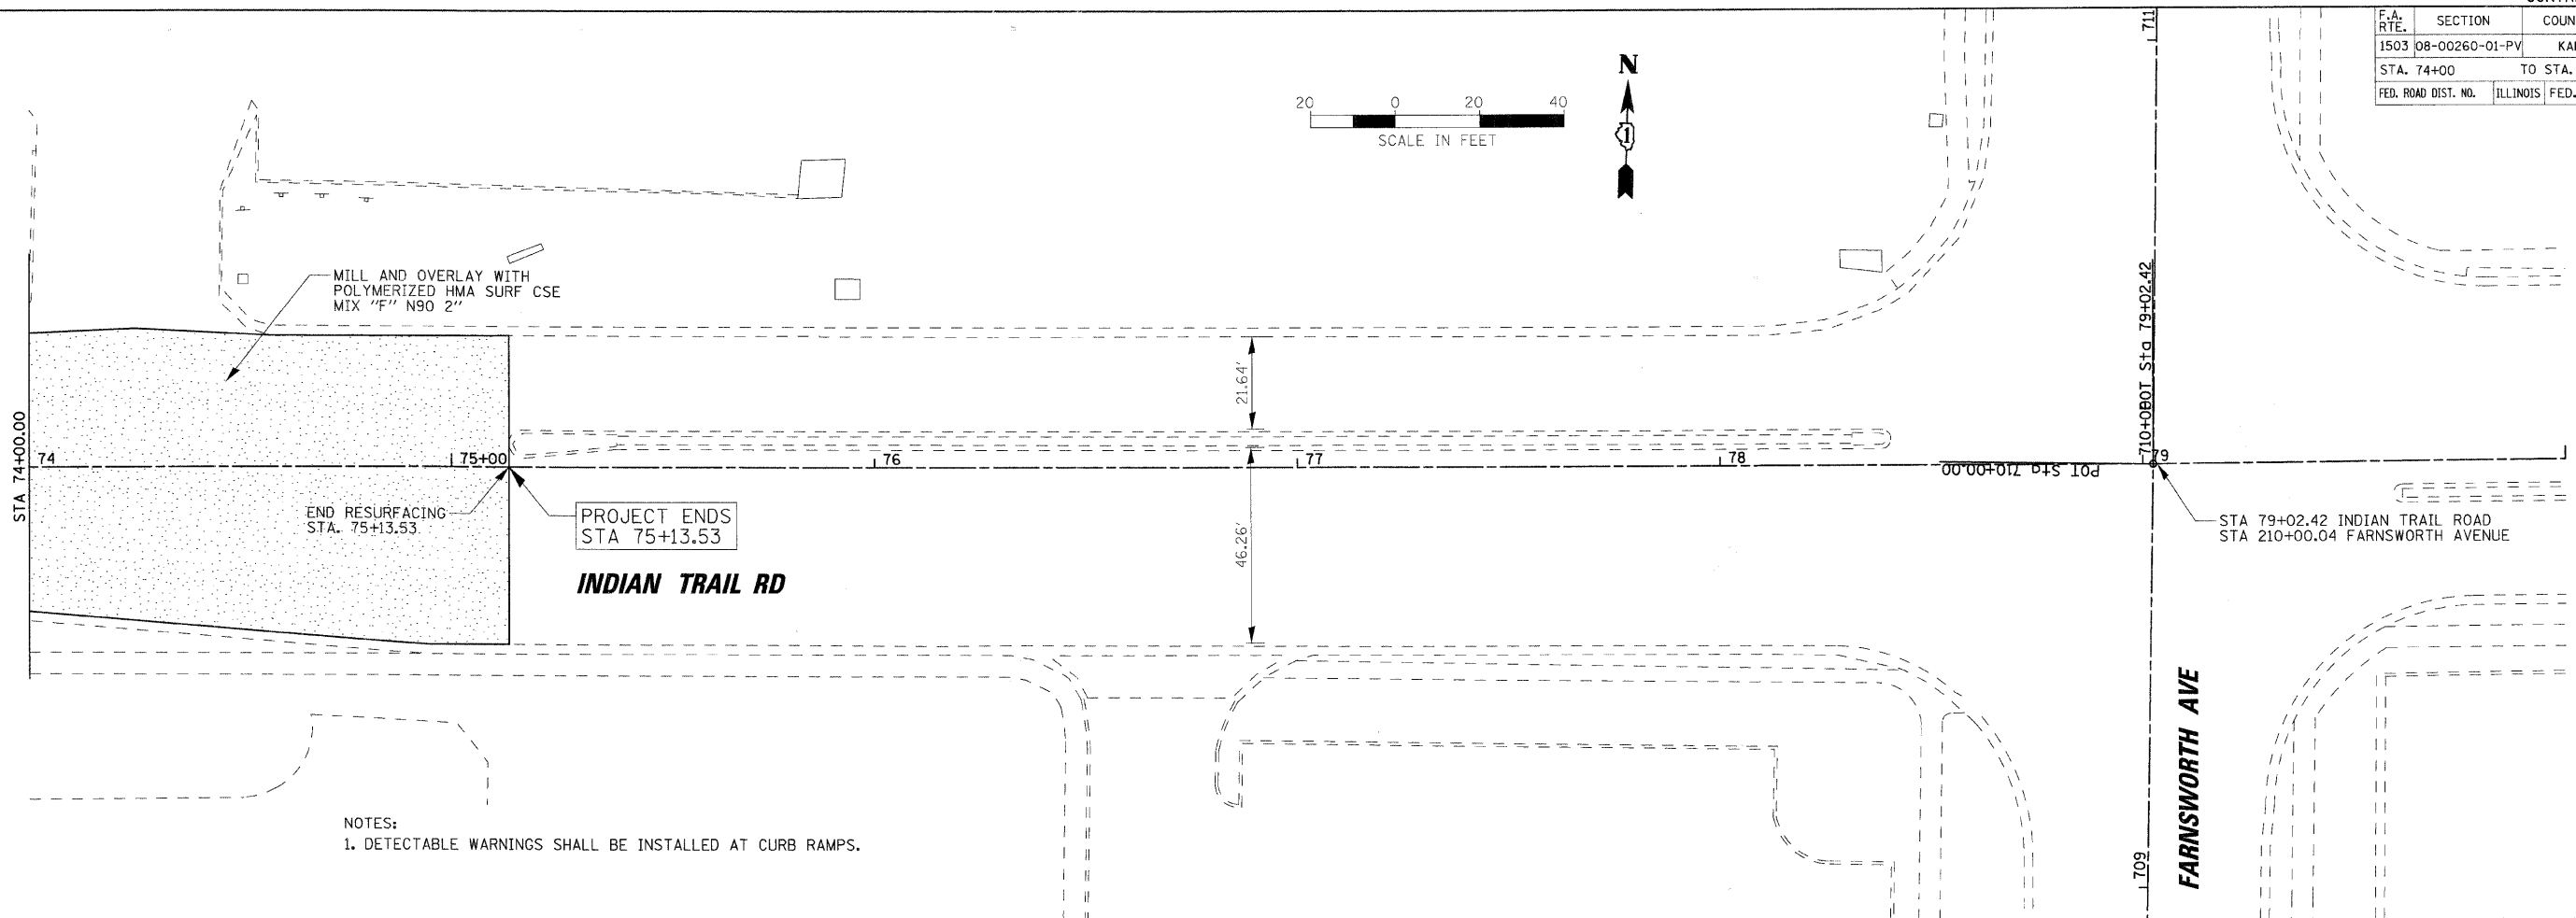 F.A. RTE. SECTION COUN
1503 08-00260-01-PV KA
STA. 74+00 TO STA.
FED. ROAD DIST. NO. ILLINOIS FED.
711
N
1
20 0 20 40
SCALE IN FEET
MILL AND OVERLAY WITH
POLYMERIZED HMA SURF CSE
MIX "F" N90 2"
STA 74+00.00
74 75+00 76 77 78 79
21.64'
46.26'
POT Sta 79+02.42
710+00
POT Sta 710+00.00
END RESURFACING
STA. 75+13.53
PROJECT ENDS
STA 75+13.53
INDIAN TRAIL RD
STA 79+02.42 INDIAN TRAIL ROAD
STA 210+00.04 FARNSWORTH AVENUE
FARNSWORTH AVE
709
NOTES:
1. DETECTABLE WARNINGS SHALL BE INSTALLED AT CURB RAMPS.